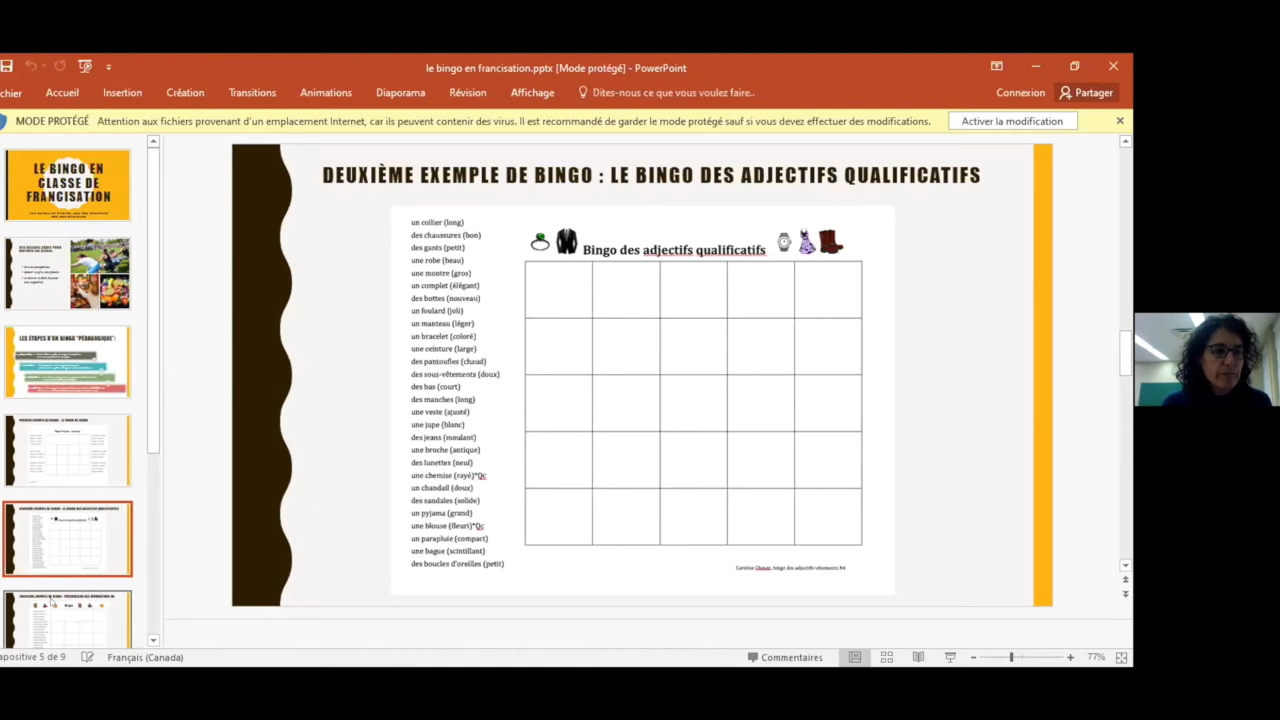 le bingo en francisation.pptx [Mode protégé] - PowerPoint
chier
Accueil
Insertion
Création
Transitions
Animations
Diaporama
Révision
Affichage
Dites-nous ce que vous voulez faire..
Connexion
Partager
MODE PROTÉGÉ
Attention aux fichiers provenant d'un emplacement Internet, car ils peuvent contenir des virus. Il est recommandé de garder le mode protégé sauf si vous devez effectuer des modifications.
Activer la modification
LE BINGO EN
CLASSE DE
FRANCISATION
LES ÉTAPES D'UN BINGO "PÉDAGOGIQUE":
DEUXIÈME EXEMPLE DE BINGO : LE BINGO DES ADJECTIFS QUALIFICATIFS
un collier (long)
des chaussures (bon)
des gants (petit)
une robe (beau)
une montre (gros)
un complet (élégant)
des bottes (nouveau)
un foulard (joli)
un manteau (léger)
un bracelet (coloré)
une ceinture (large)
des pantoufles (chaud)
des sous-vêtements (doux)
des bas (court)
des manches (long)
une veste (ajusté)
une jupe (blanc)
des jeans (moulant)
une broche (antique)
des lunettes (neuf)
une chemise (rayé)*Qc
un chandail (doux)
des sandales (solide)
un pyjama (grand)
une blouse (fleuri)*Qc
un parapluie (compact)
une bague (scintillant)
des boucles d'oreilles (petit)
Bingo des adjectifs qualificatifs
apositive 5 de 9
Français (Canada)
Commentaires
77%